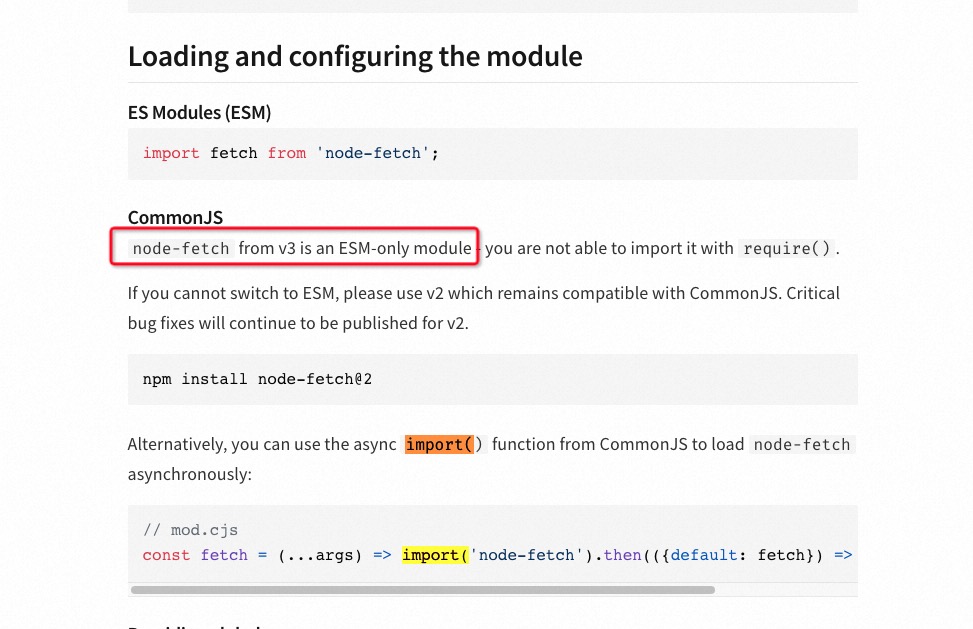 Loading and configuring the module
ES Modules (ESM)
import fetch from 'node-fetch';
CommonJS
node-fetch from v3 is an ESM-only module - you are not able to import it with require().
If you cannot switch to ESM, please use v2 which remains compatible with CommonJS. Critical
bug fixes will continue to be published for v2.
npm install node-fetch@2
Alternatively, you can use the async import() function from CommonJS to load node-fetch
asynchronously:
// mod.cjs
const fetch = (...args) => import('node-fetch').then(({default: fetch}) =>